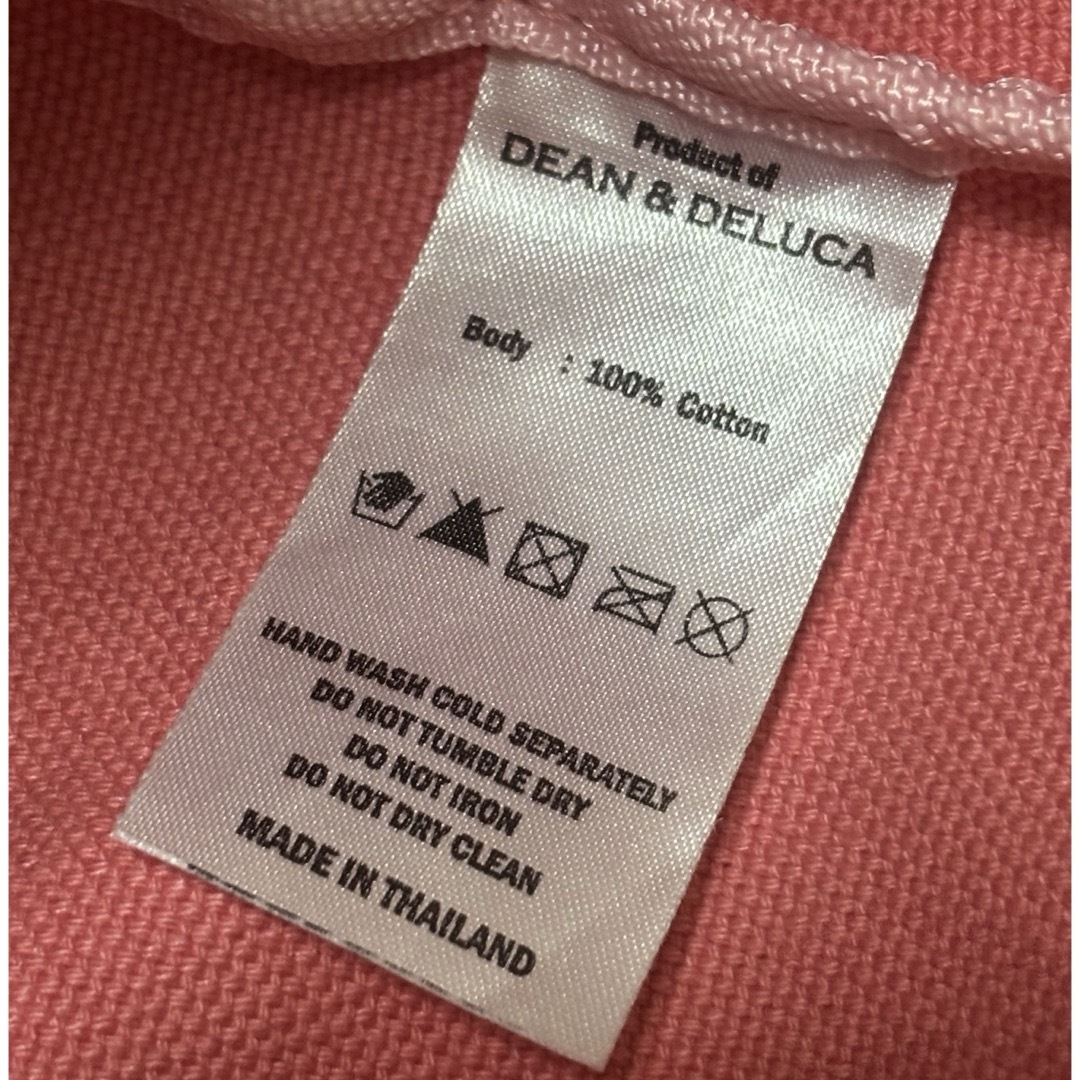 Product of
DEAN & DELUCA
Body : 100% Cotton
HAND WASH COLD SEPARATELY
DO NOT TUMBLE DRY
DO NOT IRON
DO NOT DRY CLEAN
MADE IN THAILAND